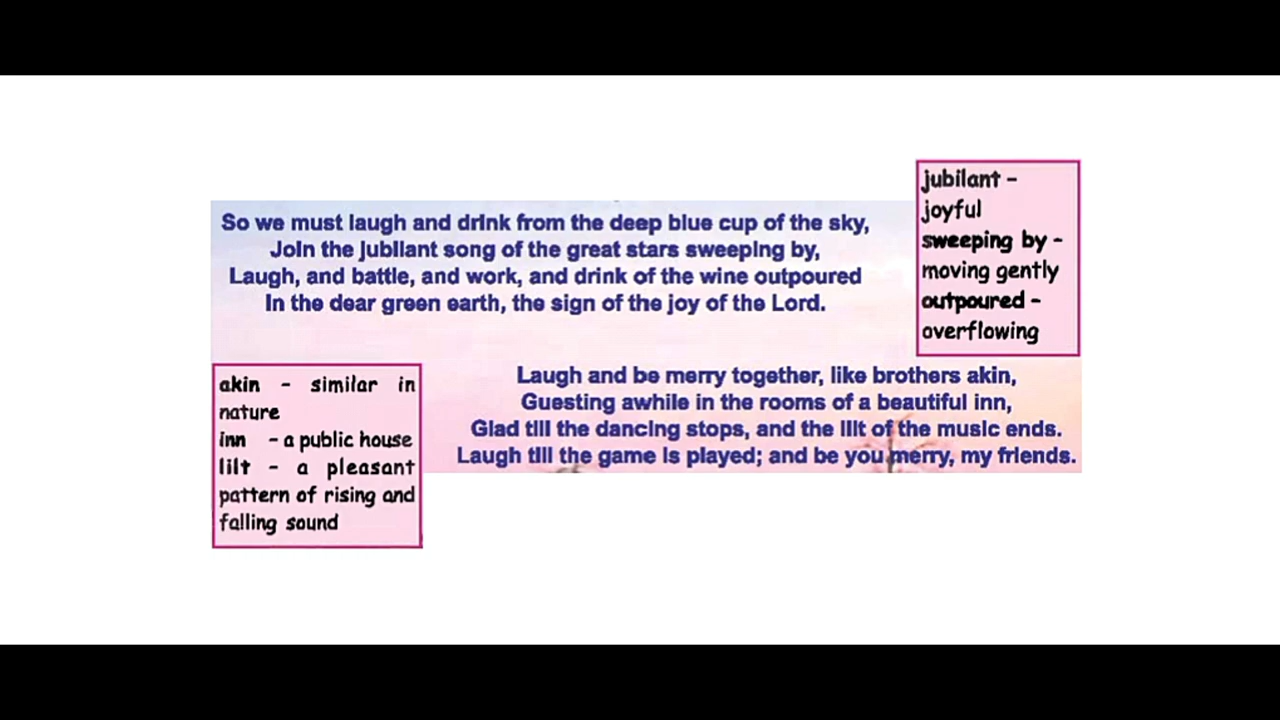 So we must laugh and drink from the deep blue cup of the sky,
Join the jubilant song of the great stars sweeping by,
Laugh, and battle, and work, and drink of the wine outpoured
In the dear green earth, the sign of the joy of the Lord.
jubilant –
joyful
sweeping by –
moving gently
outpoured –
overflowing
Laugh and be merry together, like brothers akin,
Guesting awhile in the rooms of a beautiful inn,
Glad till the dancing stops, and the lilt of the music ends.
Laugh till the game is played; and be you merry, my friends.
akin – similar in
nature
inn – a public house
lilt – a pleasant
pattern of rising and
falling sound